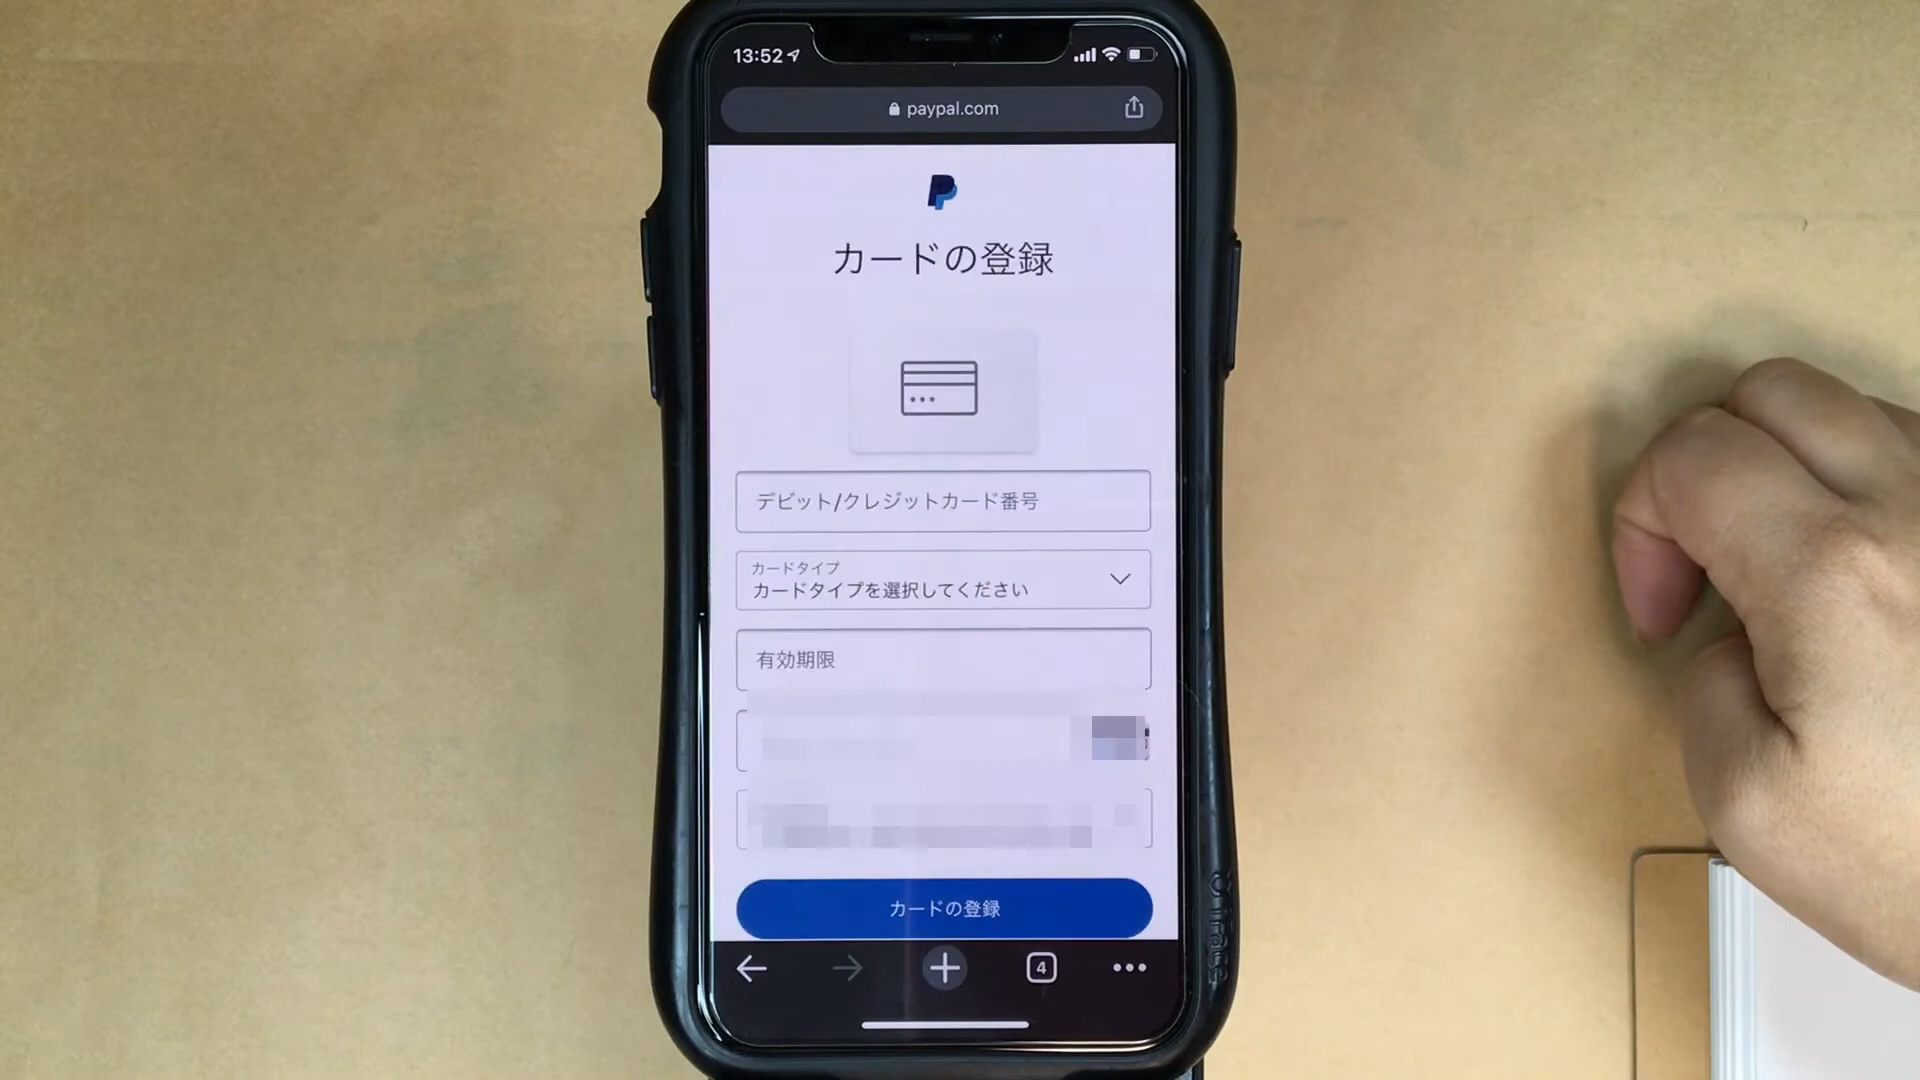 13:52
paypal.com
カードの登録
デビット/クレジットカード番号
カードタイプ
カードタイプを選択してください
有効期限
カードの登録
4
iFace